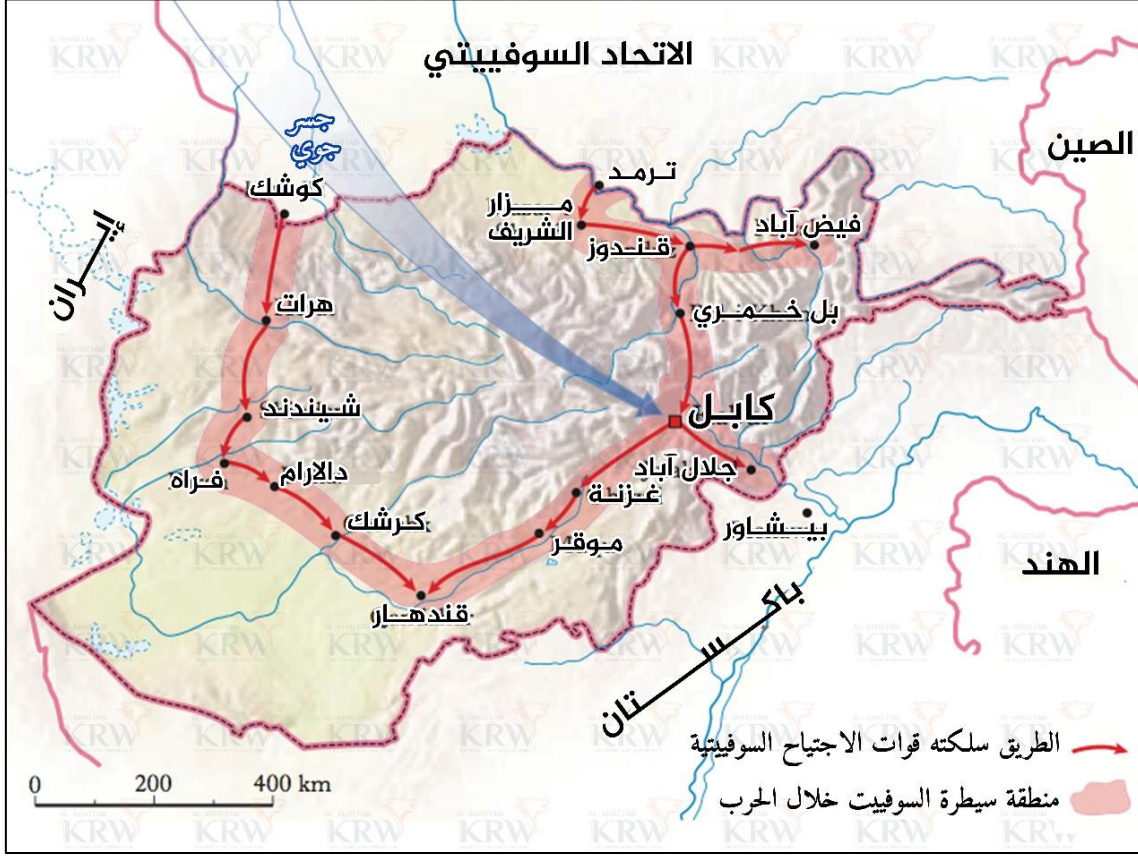 الاتحاد السوفييتي
الصين
جسر
جوي
إيران
كوشك
ترمد
مزار
الشريف
قندوز
فيض آباد
هرات
بل خمري
شيندند
كابل
فراه
دالارام
جلال آباد
غزنة
كرشك
موقر
بيشاور
الهند
قندهار
باكستان
الطريق سلكته قوات الاجتياح السوفييتية
منطقة سيطرة السوفييت خلال الحرب
0 200 400 km
KRW